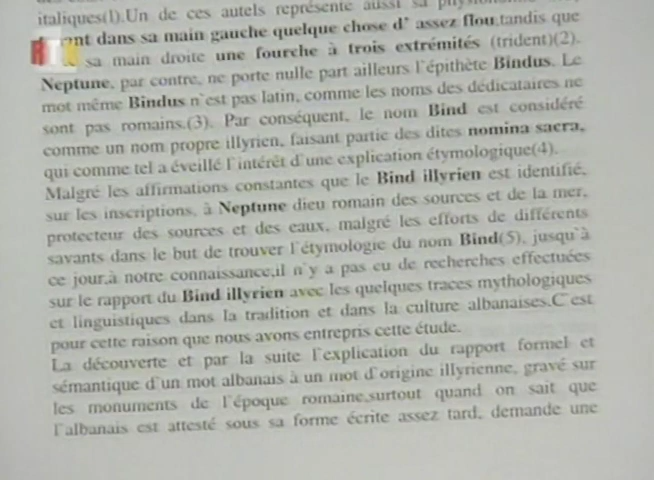 italiques(1).Un de ces autels représente aussi sa
dans sa main gauche quelque chose d' assez flou,tandis que
sa main droite une fourche à trois extrémités (trident)(2).
Neptune, par contre, ne porte nulle part ailleurs l'épithète Bindus. Le
mot même Bindus n'est pas latin, comme les noms des dédicataires ne
sont pas romains.(3). Par conséquent, le nom Bind est considéré
comme un nom propre illyrien, faisant partie des dites nomina sacra,
qui comme tel a éveillé l'intérêt d'une explication étymologique(4).
Malgré les affirmations constantes que le Bind illyrien est identifié,
sur les inscriptions, à Neptune dieu romain des sources et de la mer,
protecteur des sources et des eaux, malgré les efforts de différents
savants dans le but de trouver l'étymologie du nom Bind(5), jusqu'à
ce jour,à notre connaissance,il n'y a pas eu de recherches effectuées
sur le rapport du Bind illyrien avec les quelques traces mythologiques
et linguistiques dans la tradition et dans la culture albanaises.C'est
pour cette raison que nous avons entrepris cette étude.
La découverte et par la suite l'explication du rapport formel et
sémantique d'un mot albanais à un mot d'origine illyrienne, gravé sur
les monuments de l'époque romaine,surtout quand on sait que
l'albanais est attesté sous sa forme écrite assez tard, demande une